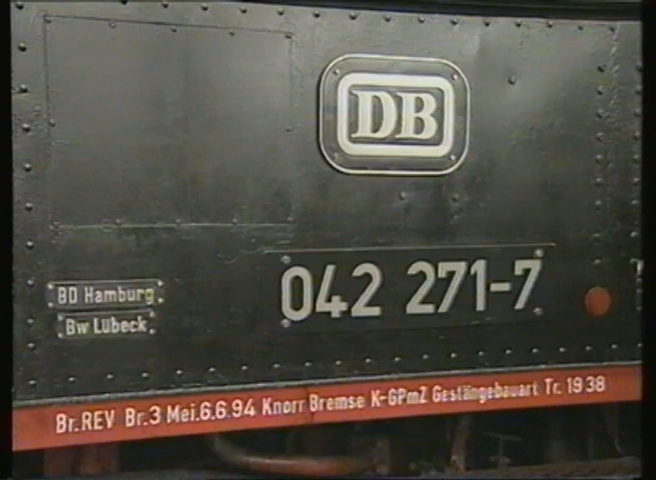 DB
042 271-7
BD Hamburg
Bw Lübeck
Br.REV Br.3 Mei.6.6.94 Knorr Bremse K-GPmZ Gestängebauart Tr. 1938